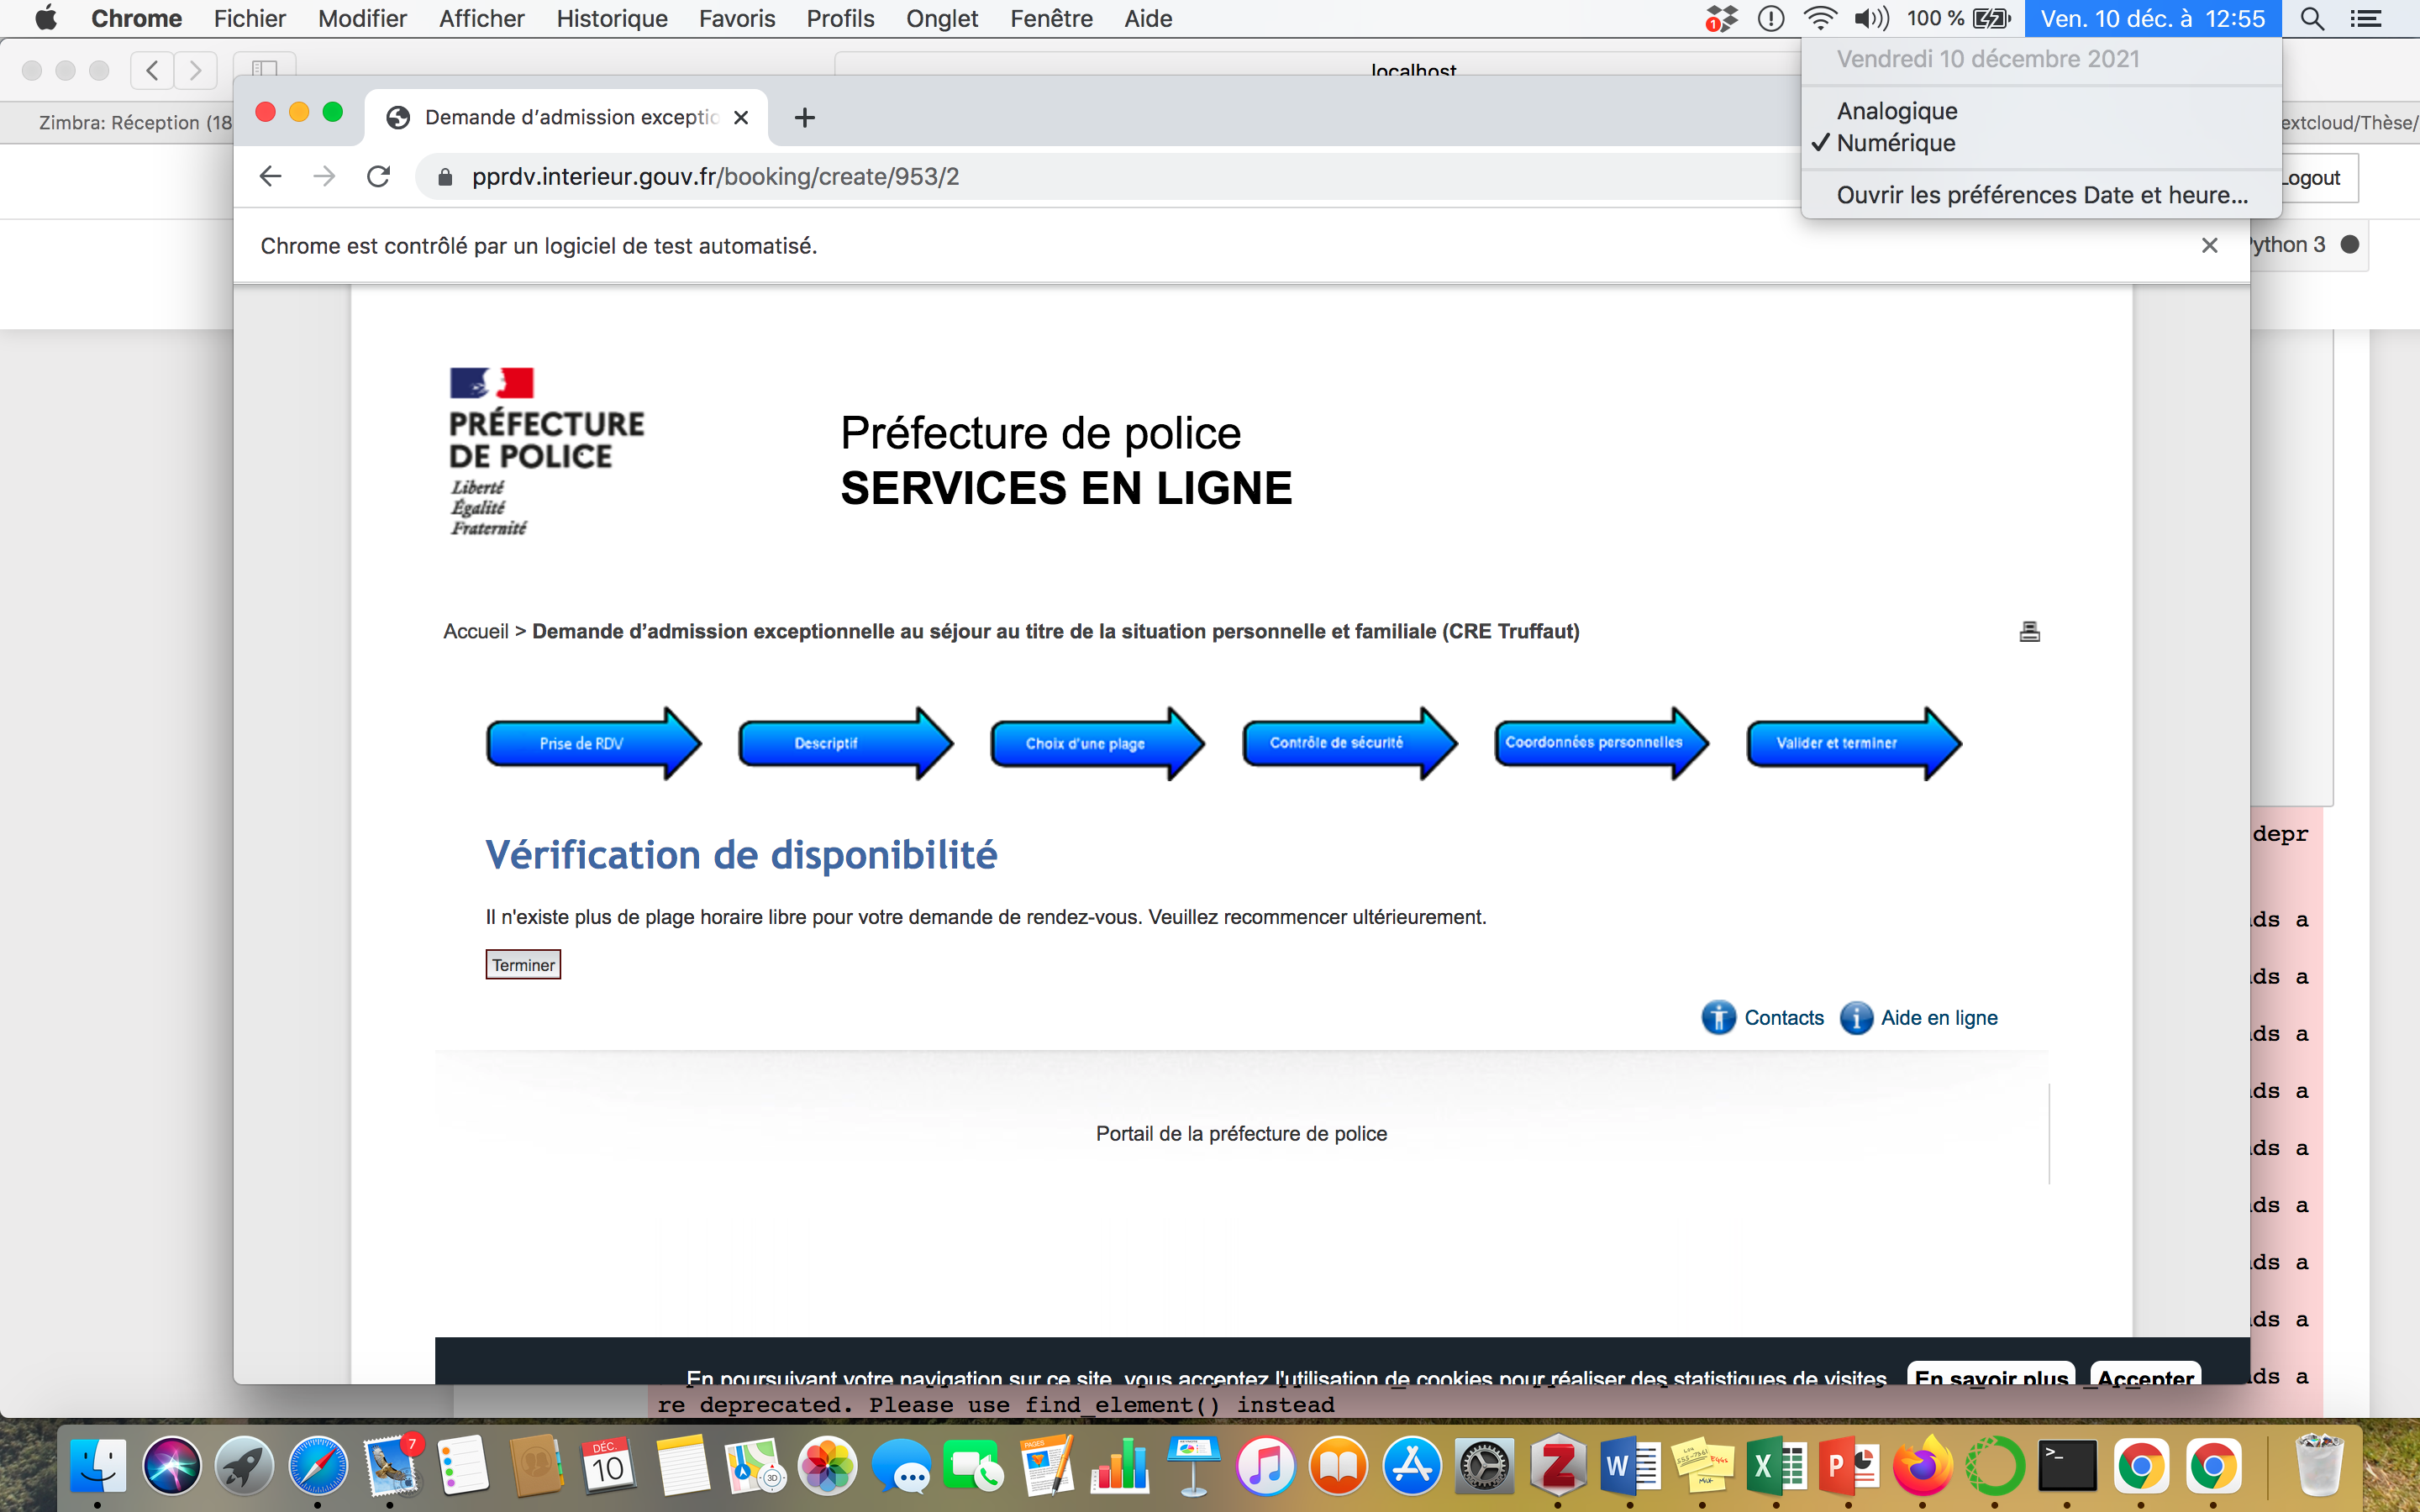 Chrome Fichier Modifier Afficher Historique Favoris Profils Onglet Fenêtre Aide 1 100 % Ven. 10 déc. à 12:55
Vendredi 10 décembre 2021
Analogique
✓ Numérique
Ouvrir les préférences Date et heure...
localhost
Zimbra: Réception (18
extcloud/Thèse/
Logout
Python 3
Demande d'admission exceptio
pprdv.interieur.gouv.fr/booking/create/953/2
Chrome est contrôlé par un logiciel de test automatisé.
PRÉFECTURE
DE POLICE
Liberté
Égalité
Fraternité
Préfecture de police
SERVICES EN LIGNE
Accueil > Demande d'admission exceptionnelle au séjour au titre de la situation personnelle et familiale (CRE Truffaut)
Prise de RDV Descriptif Choix d'une plage Contrôle de sécurité Coordonnées personnelles Valider et terminer
Vérification de disponibilité
Il n'existe plus de plage horaire libre pour votre demande de rendez-vous. Veuillez recommencer ultérieurement.
Terminer
Contacts Aide en ligne
Portail de la préfecture de police
En poursuivant votre navigation sur ce site, vous acceptez l'utilisation de cookies pour réaliser des statistiques de visites En savoir plus Accepter
depr
ds a
ds a
ds a
ds a
ds a
ds a
ds a
ds a
ds a
re deprecated. Please use find_element() instead
7
DÉC.
10
3D
PAGES